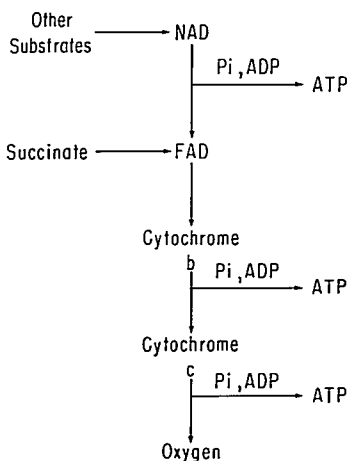 Other
Substrates
NAD
Pi, ADP
ATP
Succinate
FAD
Cytochrome
b
Pi, ADP
ATP
Cytochrome
c
Pi, ADP
ATP
Oxygen